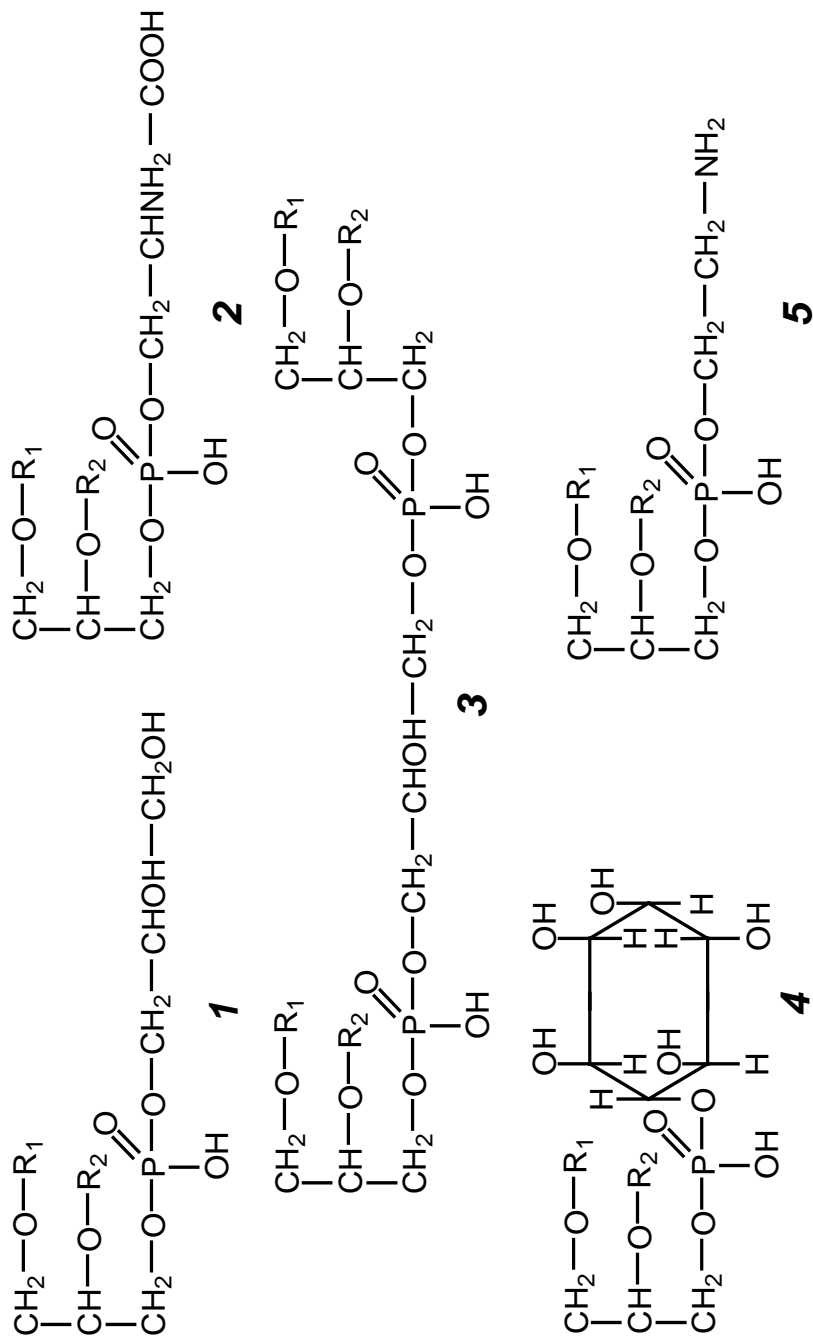 CH2—O—R1
CH—O—R2
O
CH2—O—P—O—CH2—CHOH—CH2OH
OH
1
CH2—O—R1
CH—O—R2
O
CH2—O—P—O—CH2—CHNH2—COOH
OH
2
CH2—O—R1
CH2—O—R1
CH—O—R2
O
O
CH—O—R2
CH2—O—P—O—CH2—CHOH—CH2—O—P—O—CH2
OH
OH
3
OH OH
CH2—O—R1
H OH
H H
CH—O—R2
O
OH H
H
CH2—O—P—O
H OH
OH
4
CH2—O—R1
CH—O—R2
O
CH2—O—P—O—CH2—CH2—NH2
OH
5